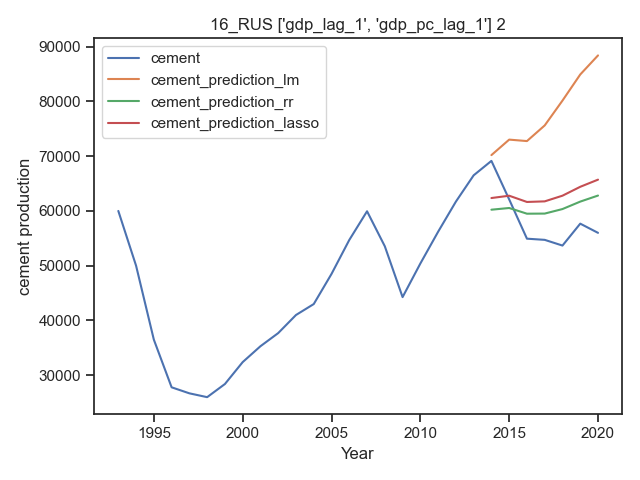 16_RUS ['gdp_lag_1', 'gdp_pc_lag_1'] 2
90000
80000
70000
60000
50000
40000
30000
cement production
cement
cement_prediction_lm
cement_prediction_rr
cement_prediction_lasso
1995
2000
2005
2010
2015
2020
Year